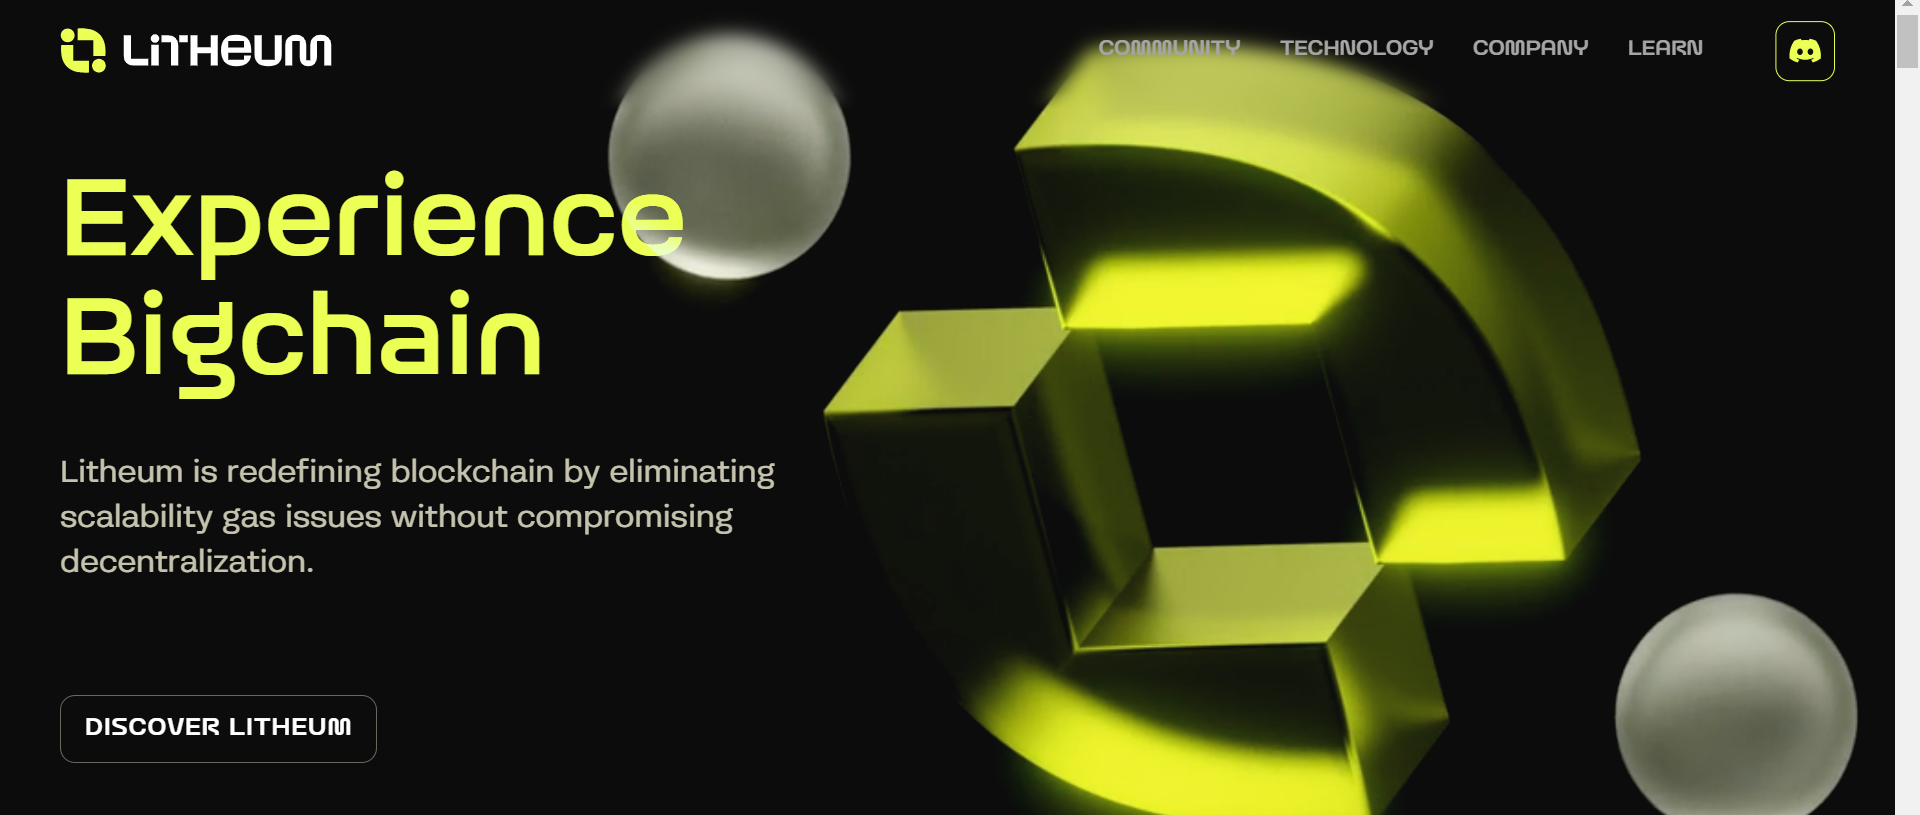 LITHEUM
COMMUNITY TECHNOLOGY COMPANY LEARN
Experience
Bigchain
Litheum is redefining blockchain by eliminating
scalability gas issues without compromising
decentralization.
DISCOVER LITHEUM